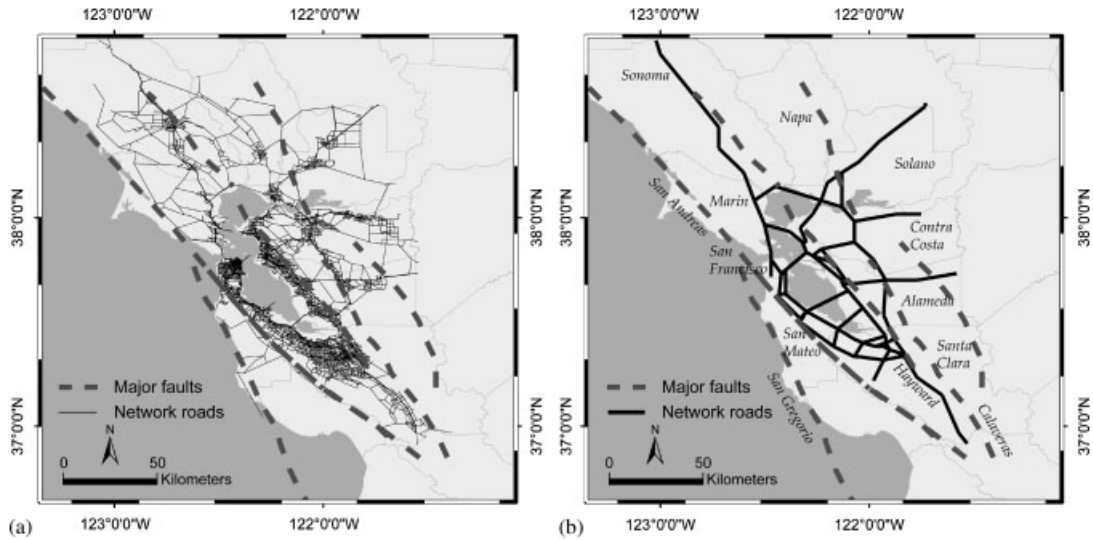 123°0'0"W 122°0'0"W
38°0'0"N
37°0'0"N
Major faults
Network roads
N
0 50
Kilometers
123°0'0"W 122°0'0"W
(a)
123°0'0"W 122°0'0"W
Sonoma
Napa
Solano
Marin
San Andreas
Contra
Costa
San
Francisco
Alameda
San
Mateo
Santa
Clara
Hayward
San Gregorio
Calaveras
38°0'0"N
37°0'0"N
Major faults
Network roads
N
0 50
Kilometers
123°0'0"W 122°0'0"W
(b)